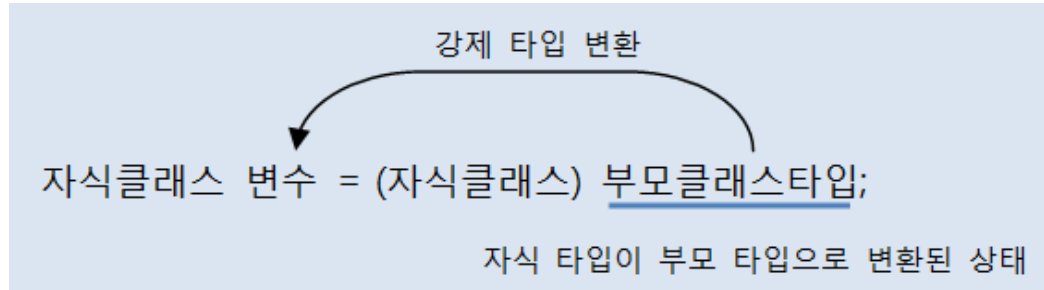 강제 타입 변환
자식클래스 변수 = (자식클래스) 부모클래스타입;
자식 타입이 부모 타입으로 변환된 상태